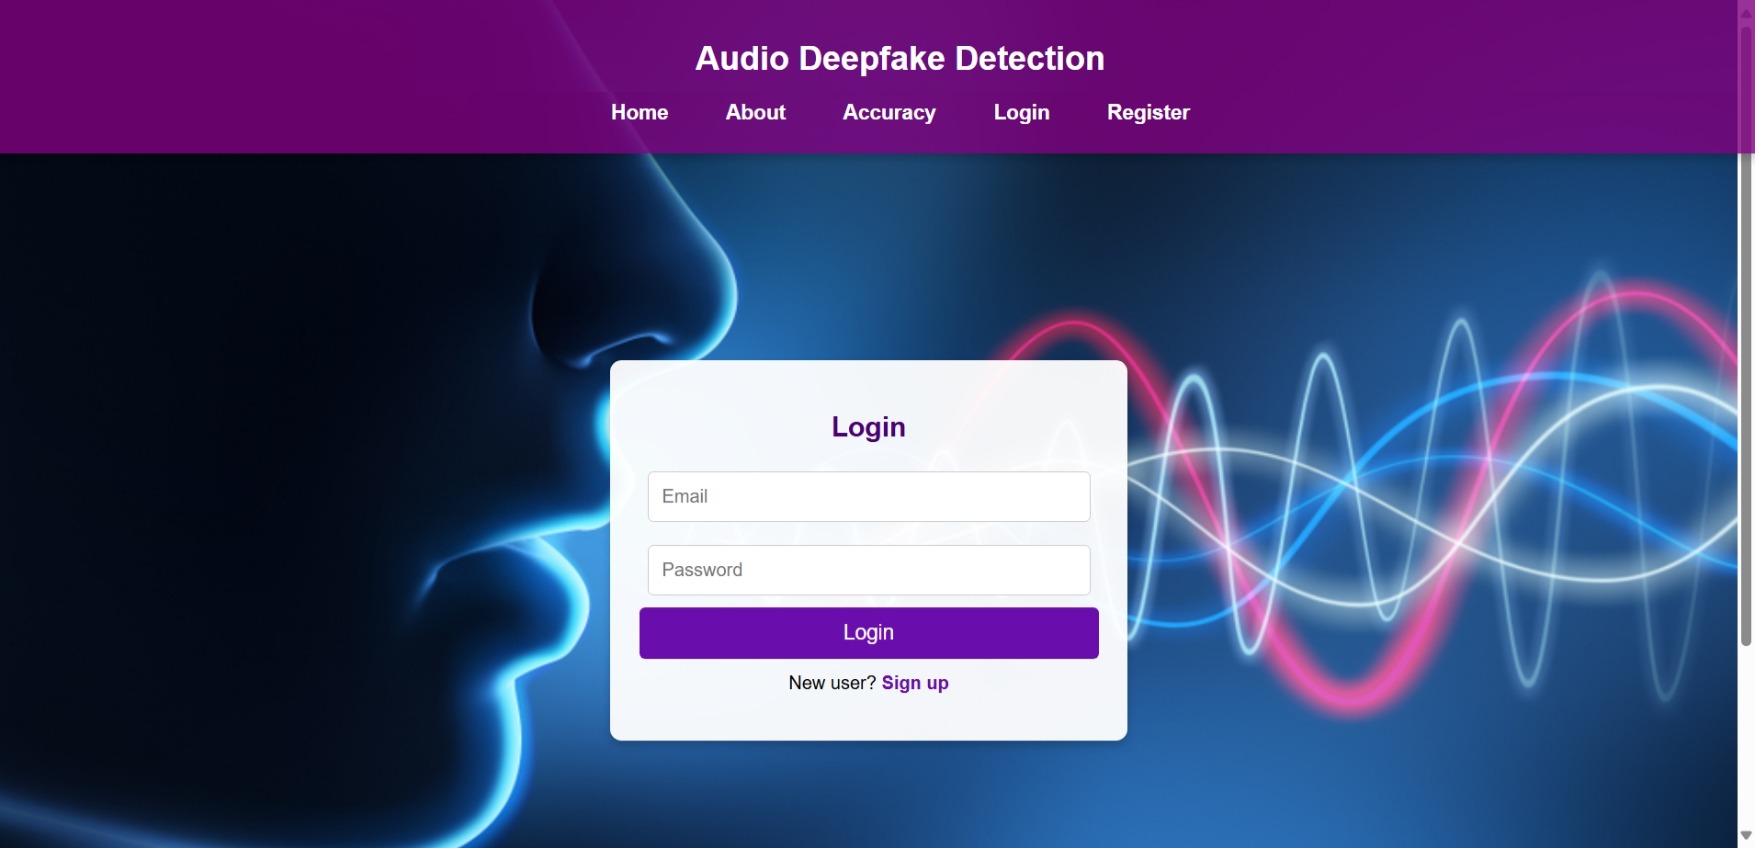 Audio Deepfake Detection
Home About Accuracy Login Register
Login
Email
Password
Login
New user? Sign up